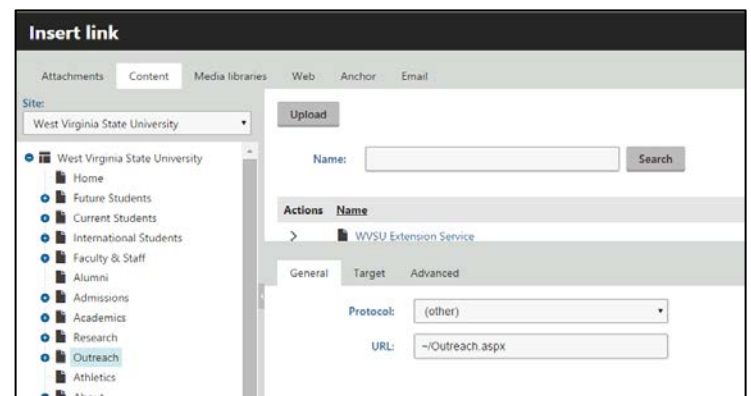 Insert link
Attachments Content Media libraries Web Anchor Email
Site:
West Virginia State University
West Virginia State University
Home
Future Students
Current Students
International Students
Faculty & Staff
Alumni
Admissions
Academics
Research
Outreach
Athletics
About
Upload
Name: Search
Actions Name
WVSU Extension Service
General Target Advanced
Protocol: (other)
URL: ~/Outreach.aspx